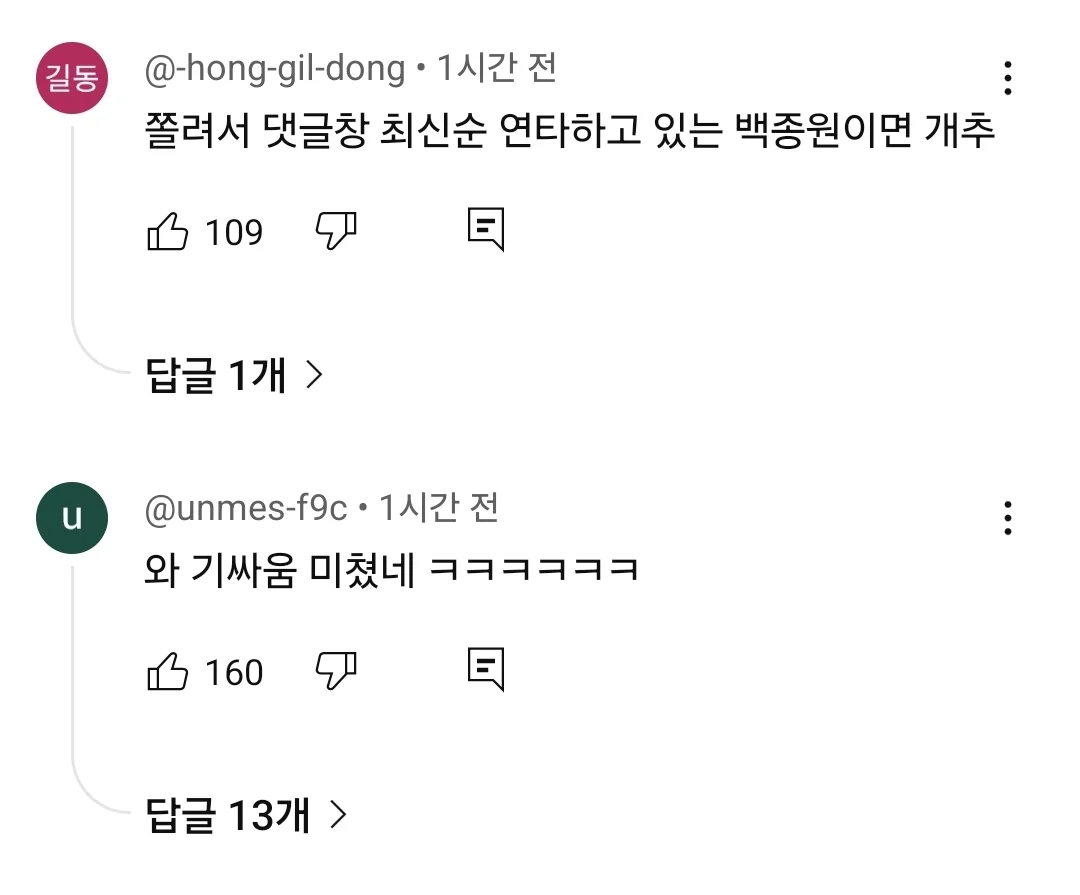 길동
@-hong-gil-dong • 1시간 전
쫄려서 댓글창 최신순 연타하고 있는 백종원이면 개추
109
답글 1개 >
u
@unmes-f9c • 1시간 전
와 기싸움 미쳤네 ㅋㅋㅋㅋㅋㅋ
160
답글 13개 >